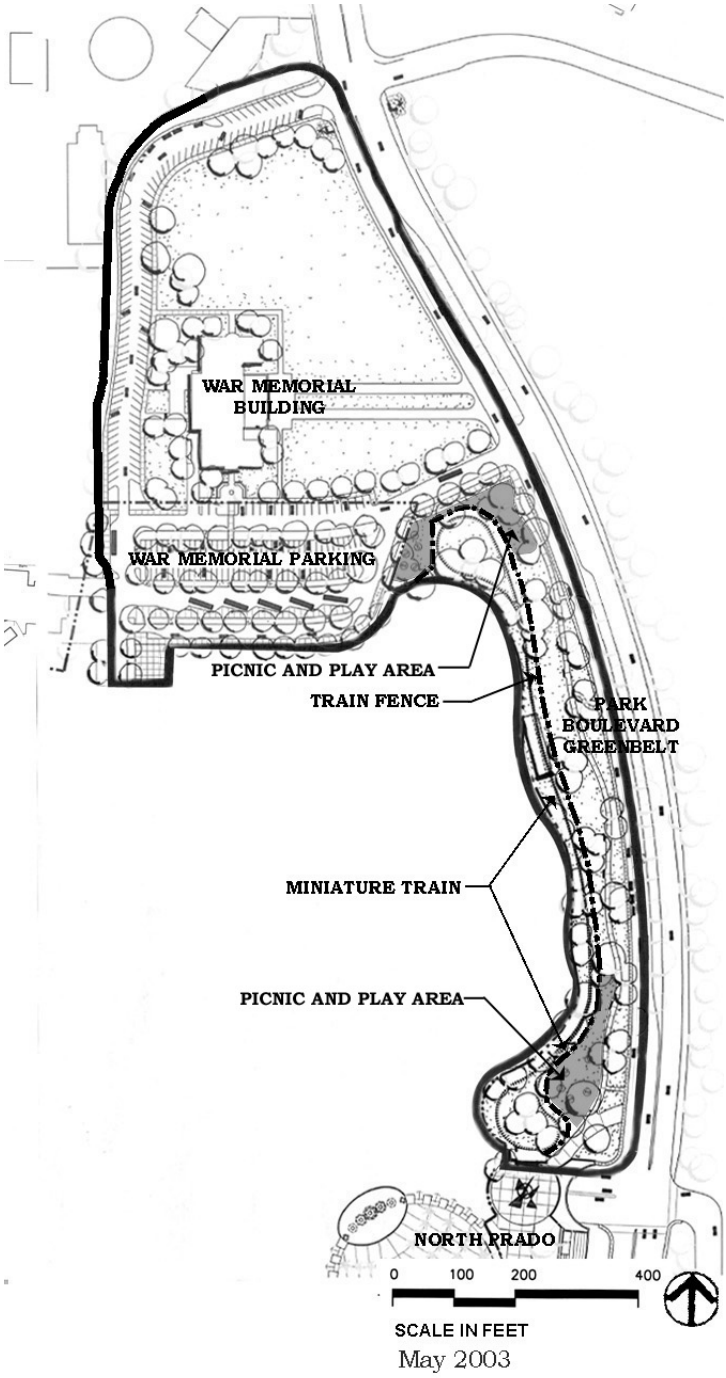 WAR MEMORIAL
BUILDING
WAR MEMORIAL PARKING
PICNIC AND PLAY AREA
TRAIN FENCE
PARK
BOULEVARD
GREENBELT
MINIATURE TRAIN
PICNIC AND PLAY AREA
NORTH PRADO
0 100 200 400
SCALE IN FEET
May 2003